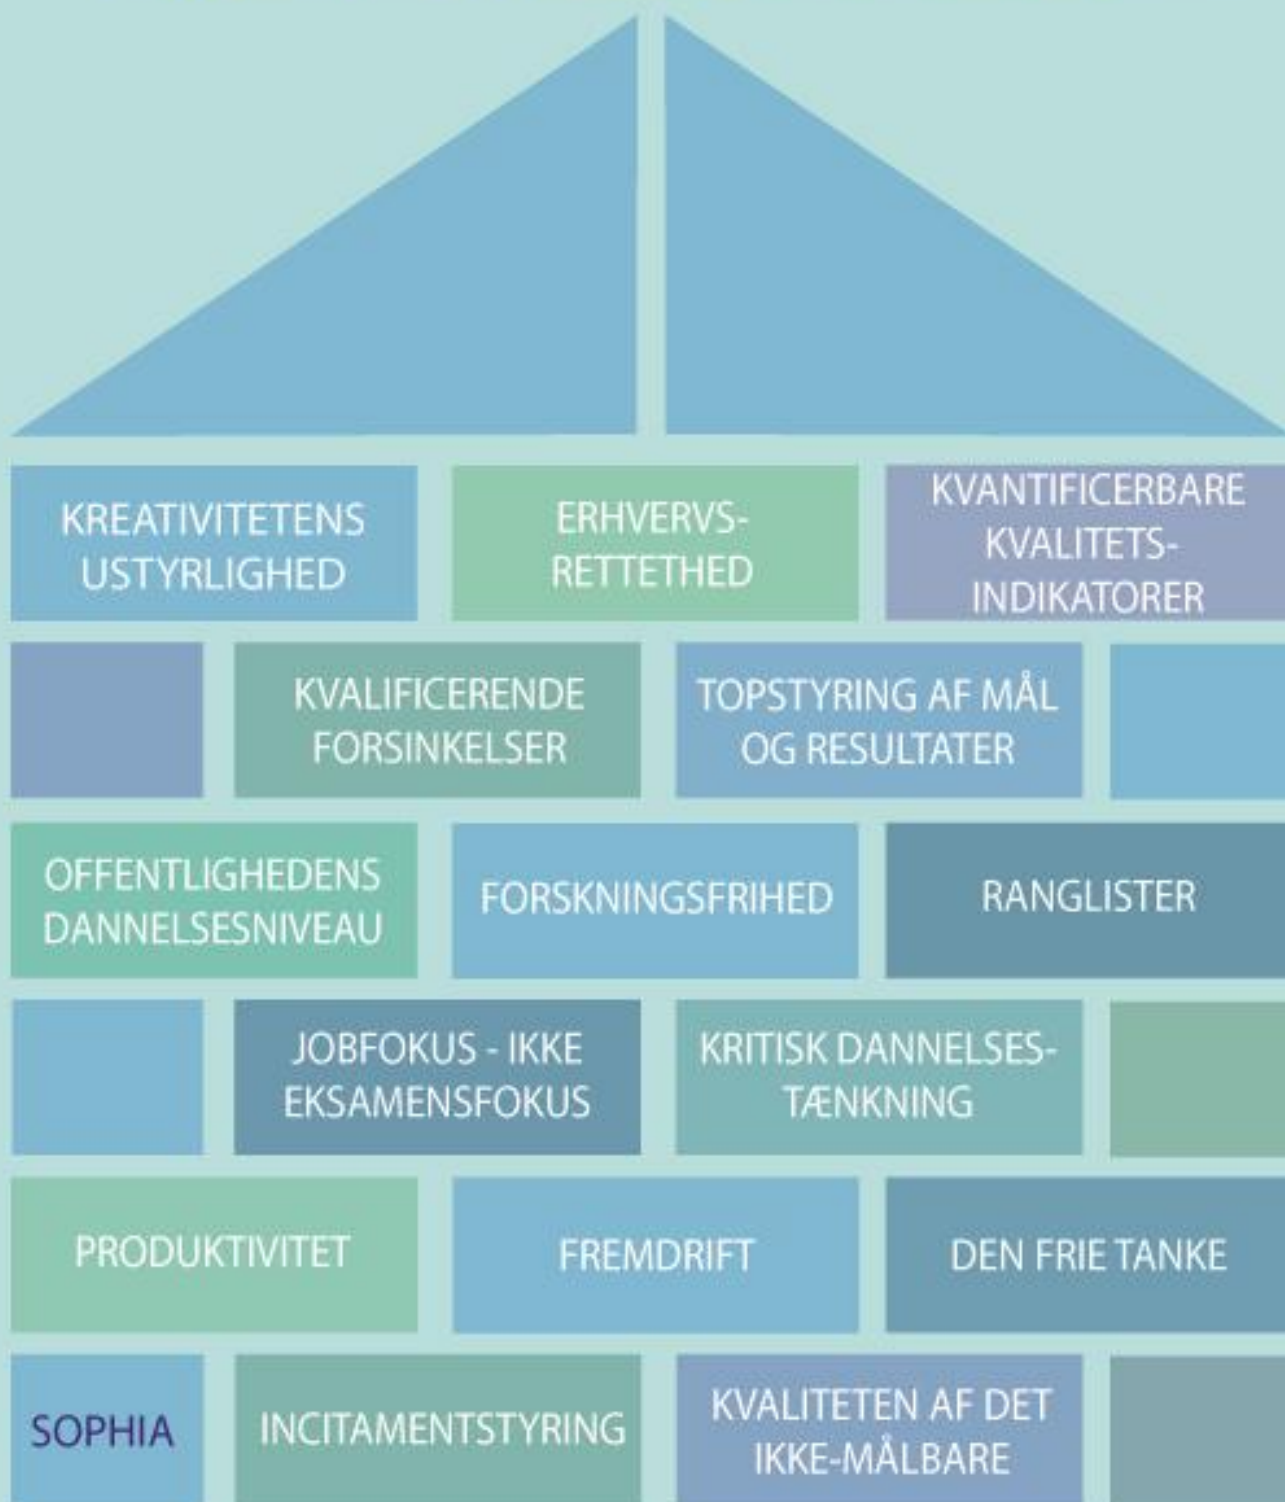 KREATIVITETENS
USTYRLIGHED
ERHVERVS-
RETTETHED
KVANTIFICERBARE
KVALITETS-
INDIKATORER
KVALIFICERENDE
FORSINKELSER
TOPSTYRING AF MÅL
OG RESULTATER
OFFENTLIGHEDENS
DANNELSESNIVEAU
FORSKNINGSFRIHED
RANGLISTER
JOBFOKUS - IKKE
EKSAMENSFOKUS
KRITISK DANNELSES-
TÆNKNING
PRODUKTIVITET
FREMDRIFT
DEN FRIE TANKE
SOPHIA
INCITAMENTSTYRING
KVALITETEN AF DET
IKKE-MÅLBARE